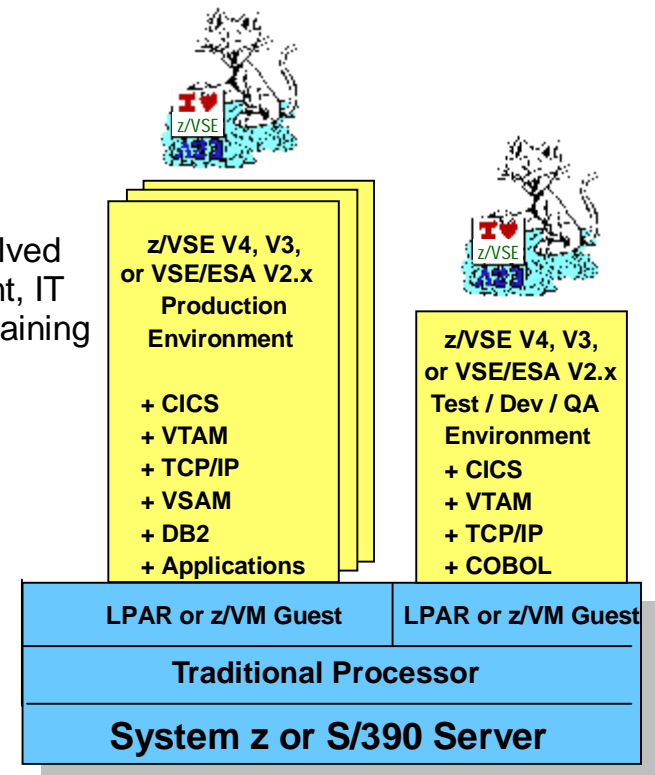 I ♥
z/VSE
I ♥
z/VSE
lved
nt, IT
aining
z/VSE V4, V3,
or VSE/ESA V2.x
Production
Environment
+ CICS
+ VTAM
+ TCP/IP
+ VSAM
+ DB2
+ Applications
z/VSE V4, V3,
or VSE/ESA V2.x
Test / Dev / QA
Environment
+ CICS
+ VTAM
+ TCP/IP
+ COBOL
LPAR or z/VM Guest
LPAR or z/VM Guest
Traditional Processor
System z or S/390 Server